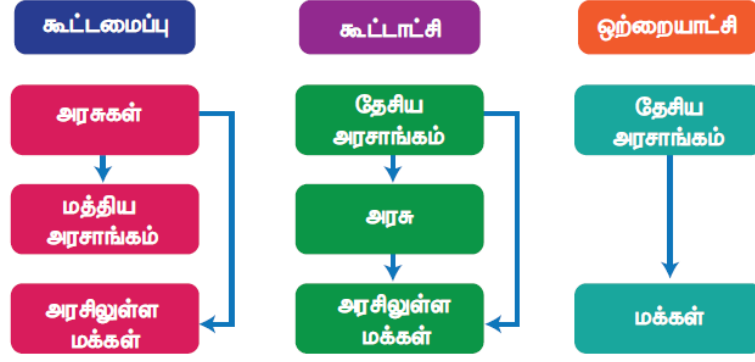 கூட்டமைப்பு
அரசுகள்
மத்திய
அரசாங்கம்
அரசிலுள்ள
மக்கள்
கூட்டாட்சி
தேசிய
அரசாங்கம்
அரசு
அரசிலுள்ள
மக்கள்
ஒற்றையாட்சி
தேசிய
அரசாங்கம்
மக்கள்